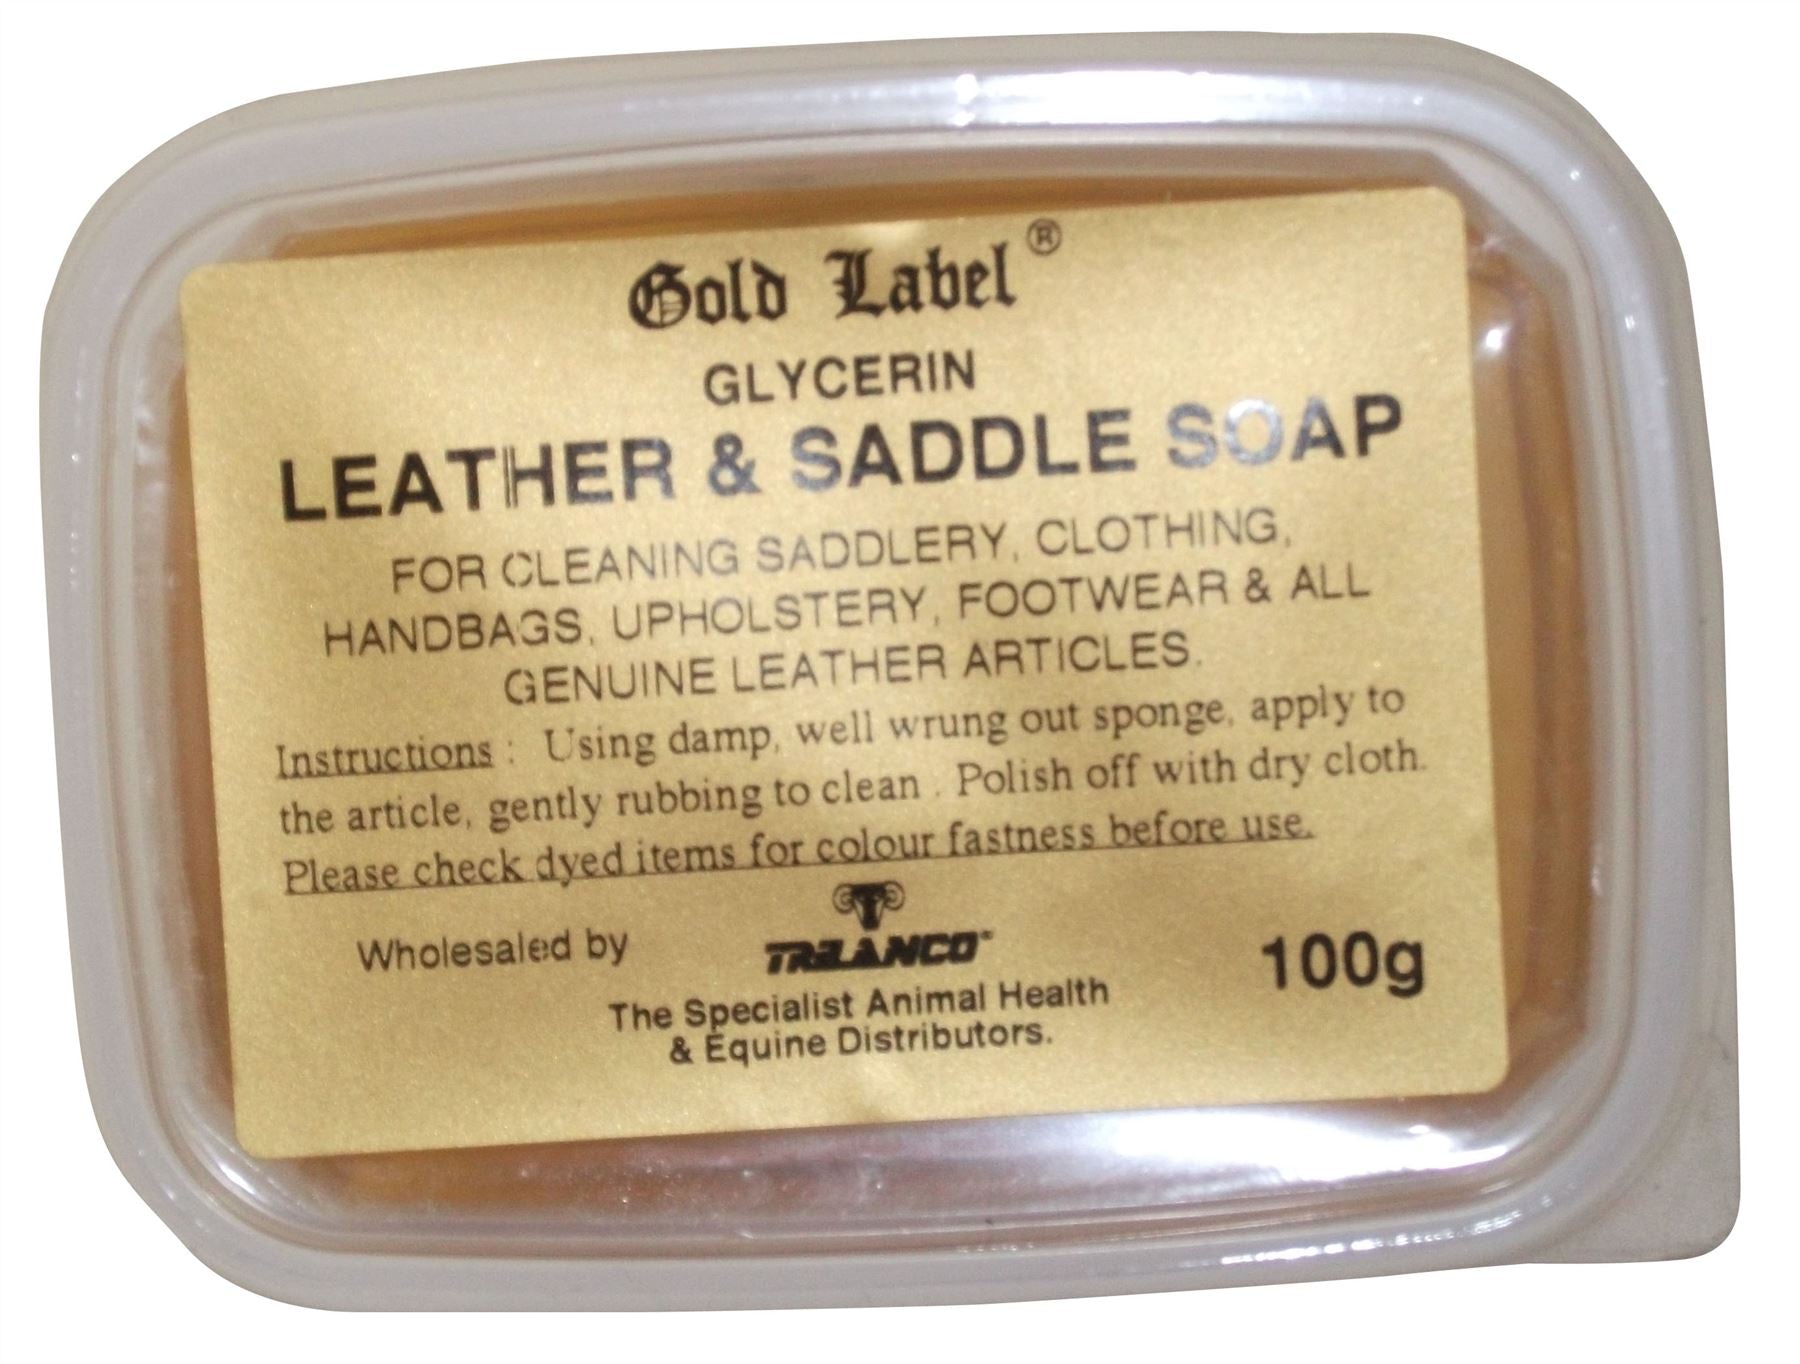 Gold Label®
GLYCERIN
LEATHER & SADDLE SOAP
FOR CLEANING SADDLERY, CLOTHING,
HANDBAGS, UPHOLSTERY, FOOTWEAR & ALL
GENUINE LEATHER ARTICLES.
Instructions : Using damp, well wrung out sponge, apply to
the article, gently rubbing to clean . Polish off with dry cloth.
Please check dyed items for colour fastness before use.
Wholesaled by
TRILANCO
100g
The Specialist Animal Health
& Equine Distributors.